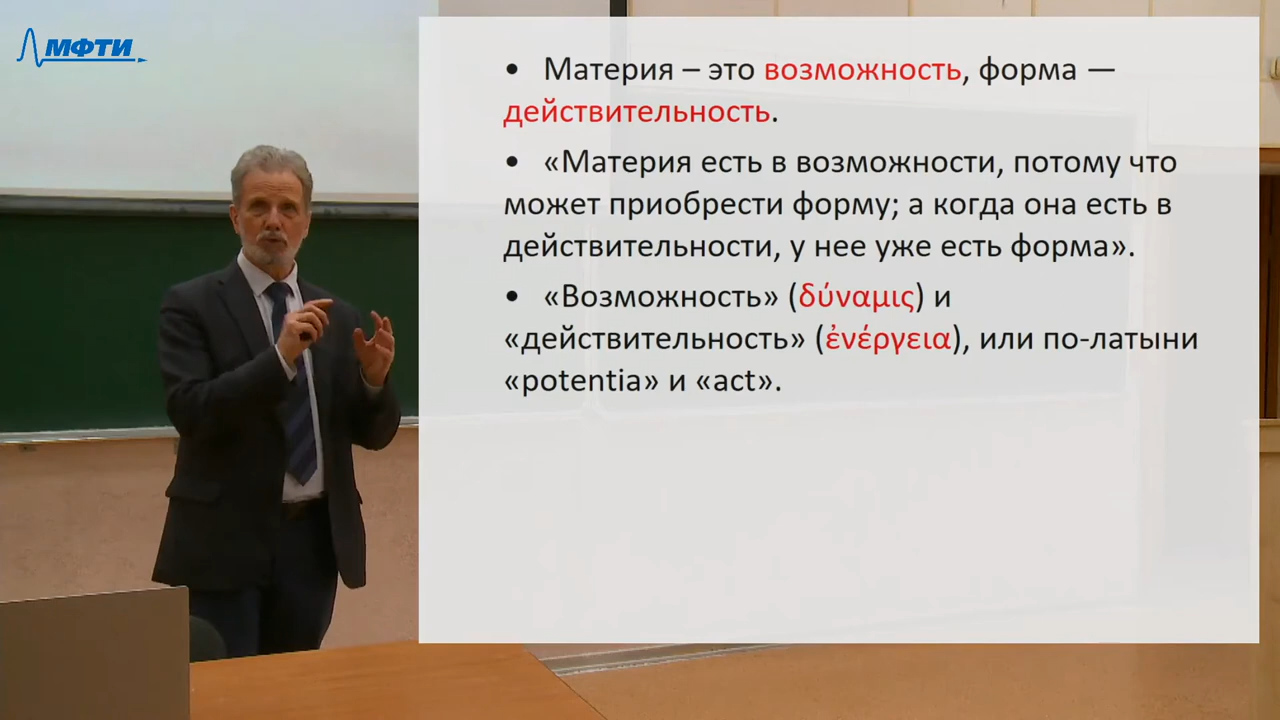 МФТИ
• Материя – это возможность, форма —
действительность.
• «Материя есть в возможности, потому что
может приобрести форму; а когда она есть в
действительности, у нее уже есть форма».
• «Возможность» (δύναμις) и
«действительность» (ἐνέργεια), или по-латыни
«potentia» и «act».